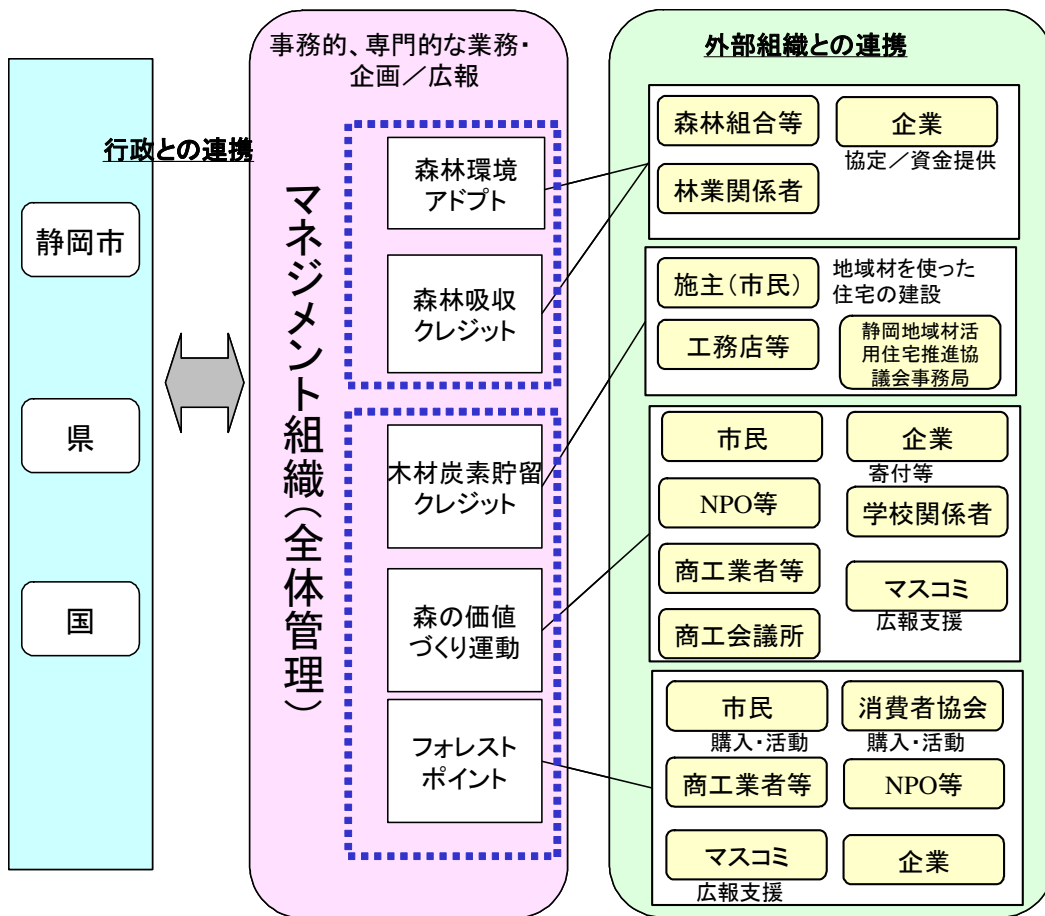 行政との連携
静岡市
県
国
事務的、専門的な業務・
企画／広報
マネジメント組織（全体管理）
森林環境
アドプト
森林吸収
クレジット
木材炭素貯留
クレジット
森の価値
づくり運動
フォレスト
ポイント
外部組織との連携
森林組合等
企業
協定／資金提供
林業関係者
施主（市民）
地域材を使った
住宅の建設
工務店等
静岡地域材活
用住宅推進協
議会事務局
市民
企業
寄付等
NPO等
学校関係者
商工業者等
マスコミ
広報支援
商工会議所
市民
購入・活動
消費者協会
購入・活動
商工業者等
NPO等
マスコミ
広報支援
企業